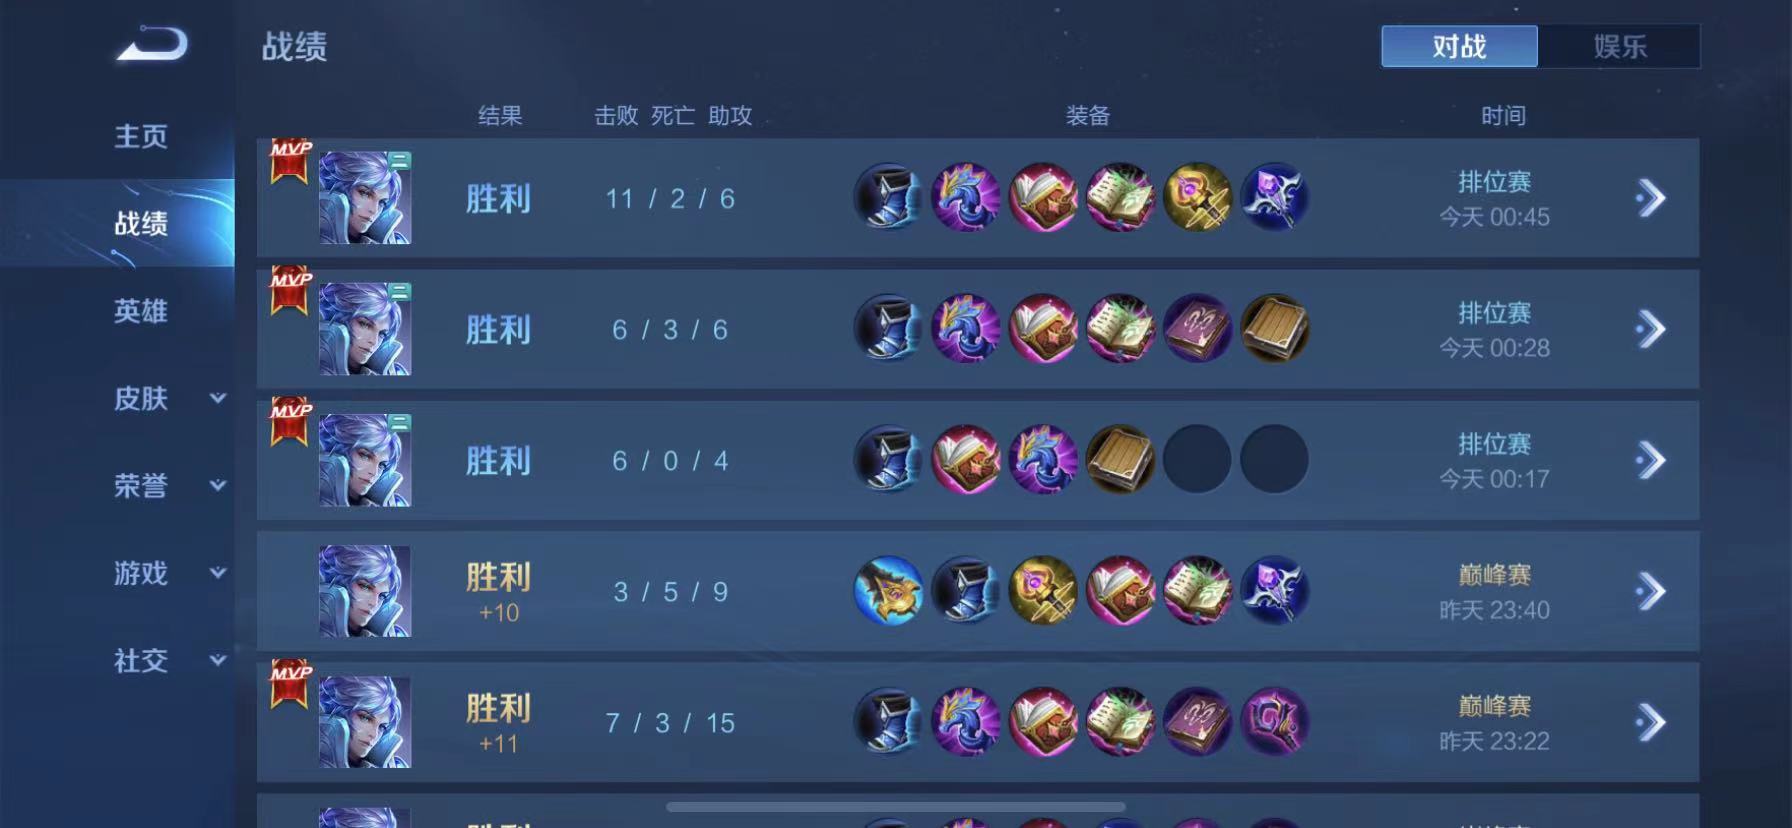 战绩
对战
娱乐
主页
战绩
英雄
皮肤
荣誉
游戏
社交
结果
击败 死亡 助攻
装备
时间
MVP
二
胜利
11 / 2 / 6
排位赛
今天 00:45
MVP
二
胜利
6 / 3 / 6
排位赛
今天 00:28
MVP
二
胜利
6 / 0 / 4
排位赛
今天 00:17
胜利
+10
3 / 5 / 9
巅峰赛
昨天 23:40
MVP
胜利
+11
7 / 3 / 15
巅峰赛
昨天 23:22